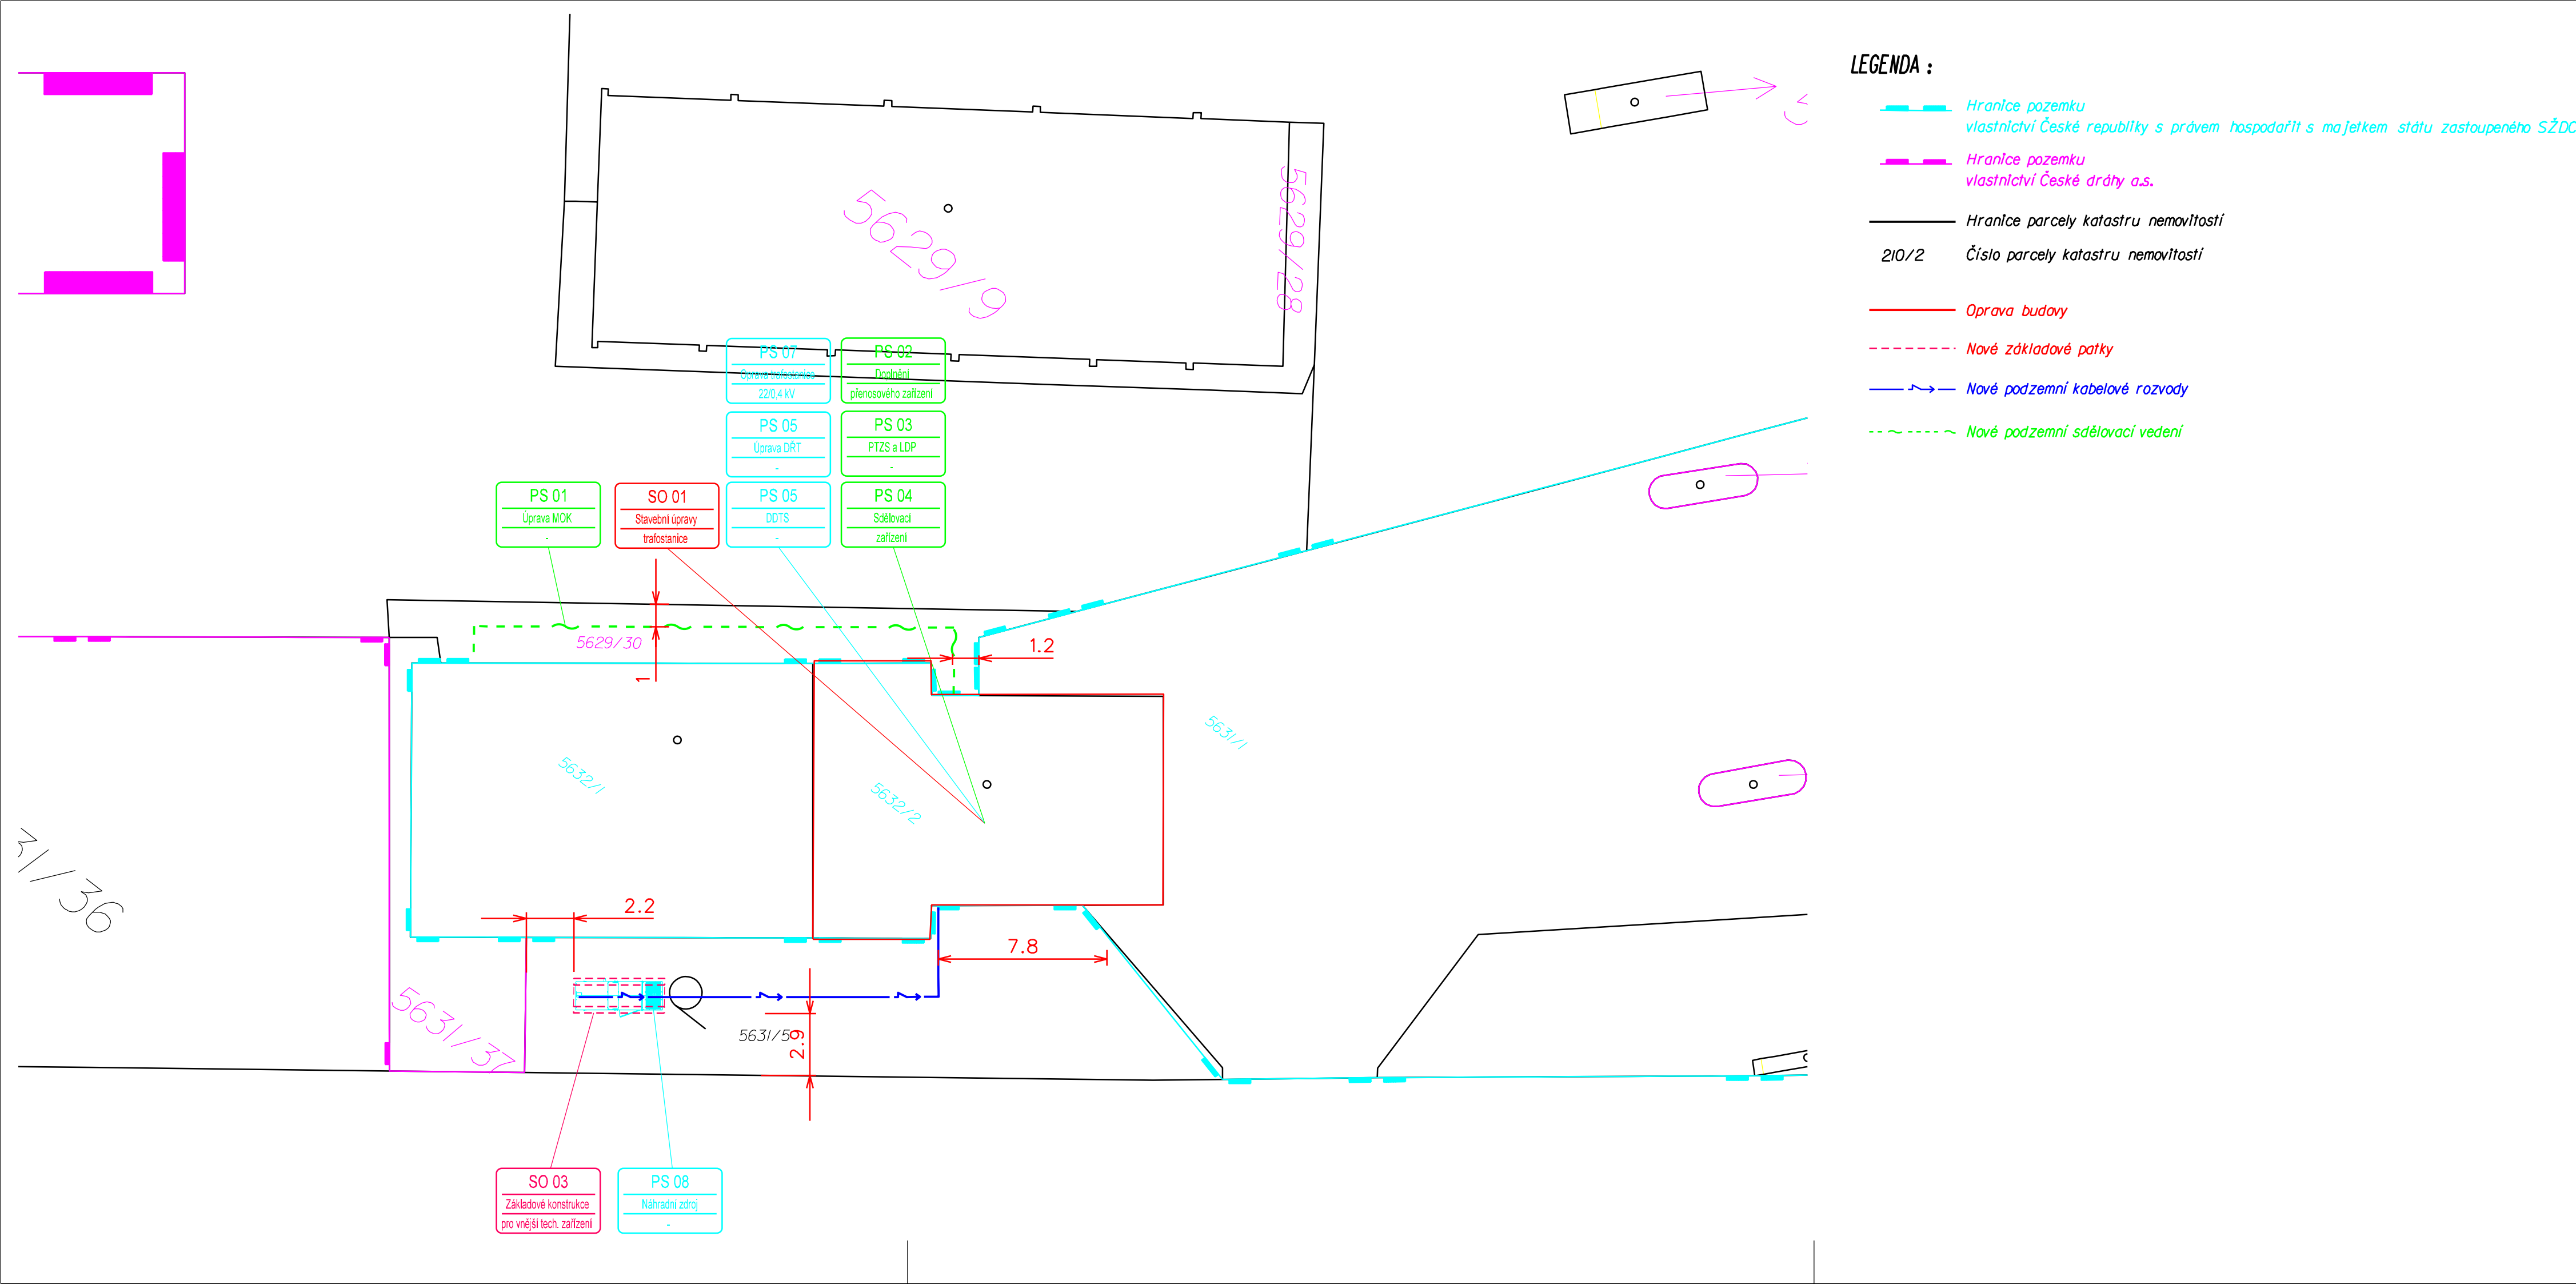 LEGENDA :
Hranice pozemku
vlastnictví České republiky s právem hospodařit s majetkem státu zastoupeného SŽDC
Hranice pozemku
vlastnictví České dráhy a.s.
Hranice parcely katastru nemovitostí
210/2 Číslo parcely katastru nemovitostí
Oprava budovy
Nové základové patky
Nové podzemní kabelové rozvody
Nové podzemní sdělovací vedení
5629/9
5629/28
PS 07
Oprava trafostanice
22/0,4 kV
PS 02
Doplnění
přenosového zařízení
PS 05
Úprava DŘT
-
PS 03
PTZS a LDP
-
PS 01
Úprava MOK
-
SO 01
Stavební úpravy
trafostanice
PS 05
DDTS
-
PS 04
Sdělovací
zařízení
5629/30
1
1.2
5631/1
5632/1
5632/2
31/36
2.2
7.8
5631/37
5631/5
2.9
SO 03
Základové konstrukce
pro vnější tech. zařízení
PS 08
Náhradní zdroj
-